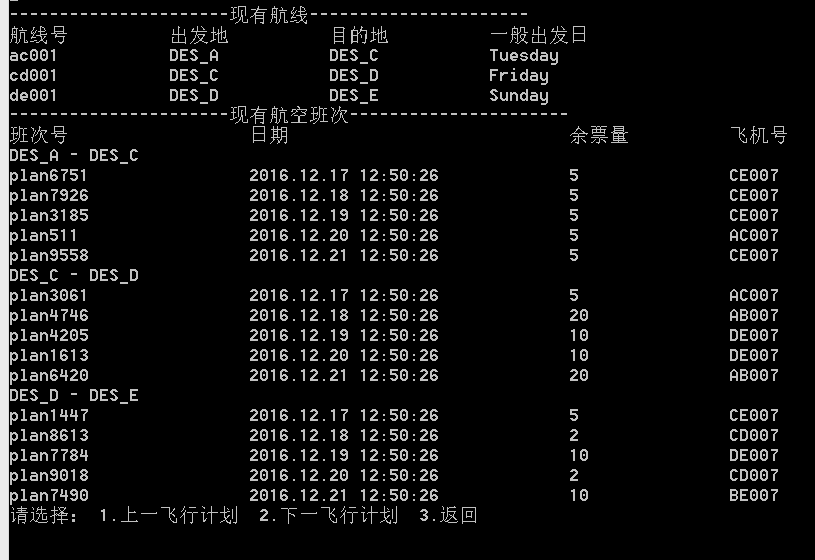 ----------------------现有航线----------------------
航线号 出发地 目的地 一般出发日
ac001 DES_A DES_C Tuesday
cd001 DES_C DES_D Friday
de001 DES_D DES_E Sunday
----------------------现有航空班次----------------------
班次号 日期 余票量 飞机号
DES_A - DES_C
plan6751 2016.12.17 12:50:26 5 CE007
plan7926 2016.12.18 12:50:26 5 CE007
plan3185 2016.12.19 12:50:26 5 CE007
plan511 2016.12.20 12:50:26 5 AC007
plan9558 2016.12.21 12:50:26 5 CE007
DES_C - DES_D
plan3061 2016.12.17 12:50:26 5 AC007
plan4746 2016.12.18 12:50:26 20 AB007
plan4205 2016.12.19 12:50:26 10 DE007
plan1613 2016.12.20 12:50:26 10 DE007
plan6420 2016.12.21 12:50:26 20 AB007
DES_D - DES_E
plan1447 2016.12.17 12:50:26 5 CE007
plan8613 2016.12.18 12:50:26 2 CD007
plan7784 2016.12.19 12:50:26 10 DE007
plan9018 2016.12.20 12:50:26 2 CD007
plan7490 2016.12.21 12:50:26 10 BE007
请选择: 1.上一飞行计划 2.下一飞行计划 3.返回